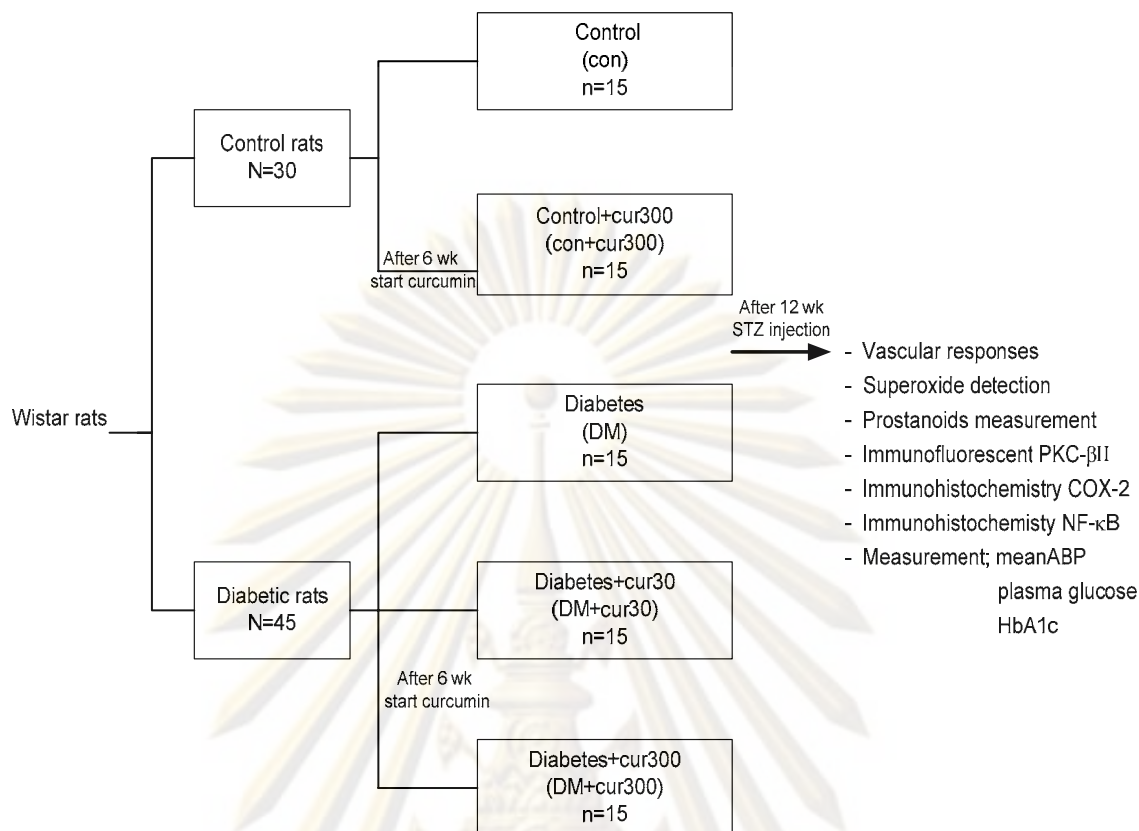 Wistar rats
Control rats
N=30
Diabetic rats
N=45
Control
(con)
n=15
After 6 wk
start curcumin
Control+cur300
(con+cur300)
n=15
Diabetes
(DM)
n=15
Diabetes+cur30
(DM+cur30)
n=15
After 6 wk
start curcumin
Diabetes+cur300
(DM+cur300)
n=15
After 12 wk
STZ injection
- Vascular responses
- Superoxide detection
- Prostanoids measurement
- Immunofluorescent PKC-βII
- Immunohistochemistry COX-2
- Immunohistochemisty NF-κB
- Measurement; meanABP
plasma glucose
HbA1c